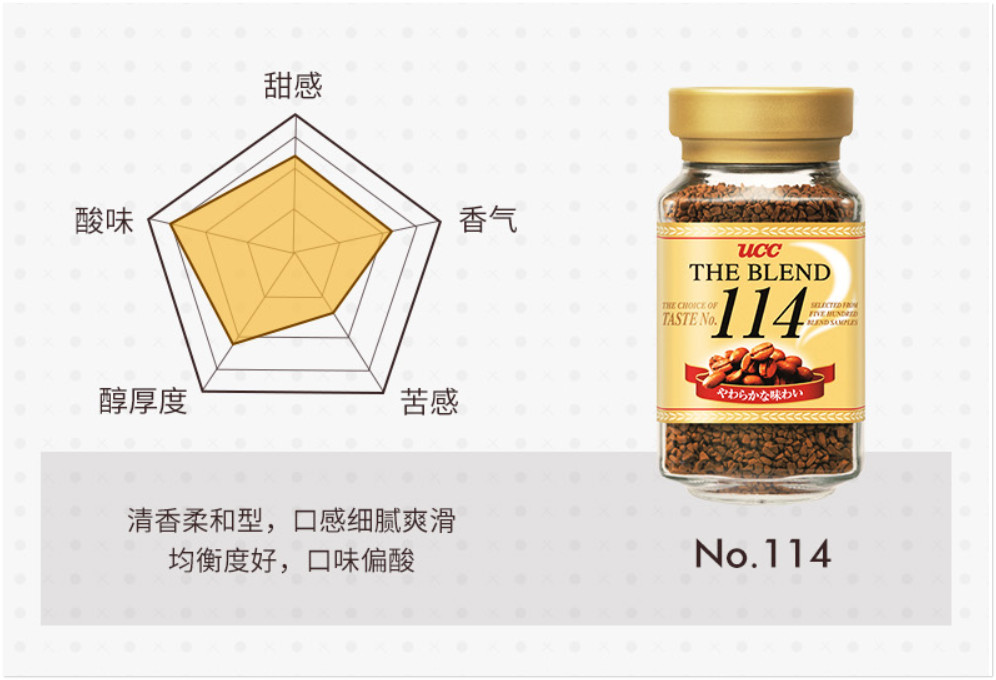 甜感
酸味
香气
醇厚度
苦感
ucc
THE BLEND
114
THE CHOICE OF
TASTE No.
SELECTED FROM
FIVE HUNDRED
BLEND SAMPLES
やわらかな味わい
清香柔和型，口感细腻爽滑
均衡度好，口味偏酸
No.114